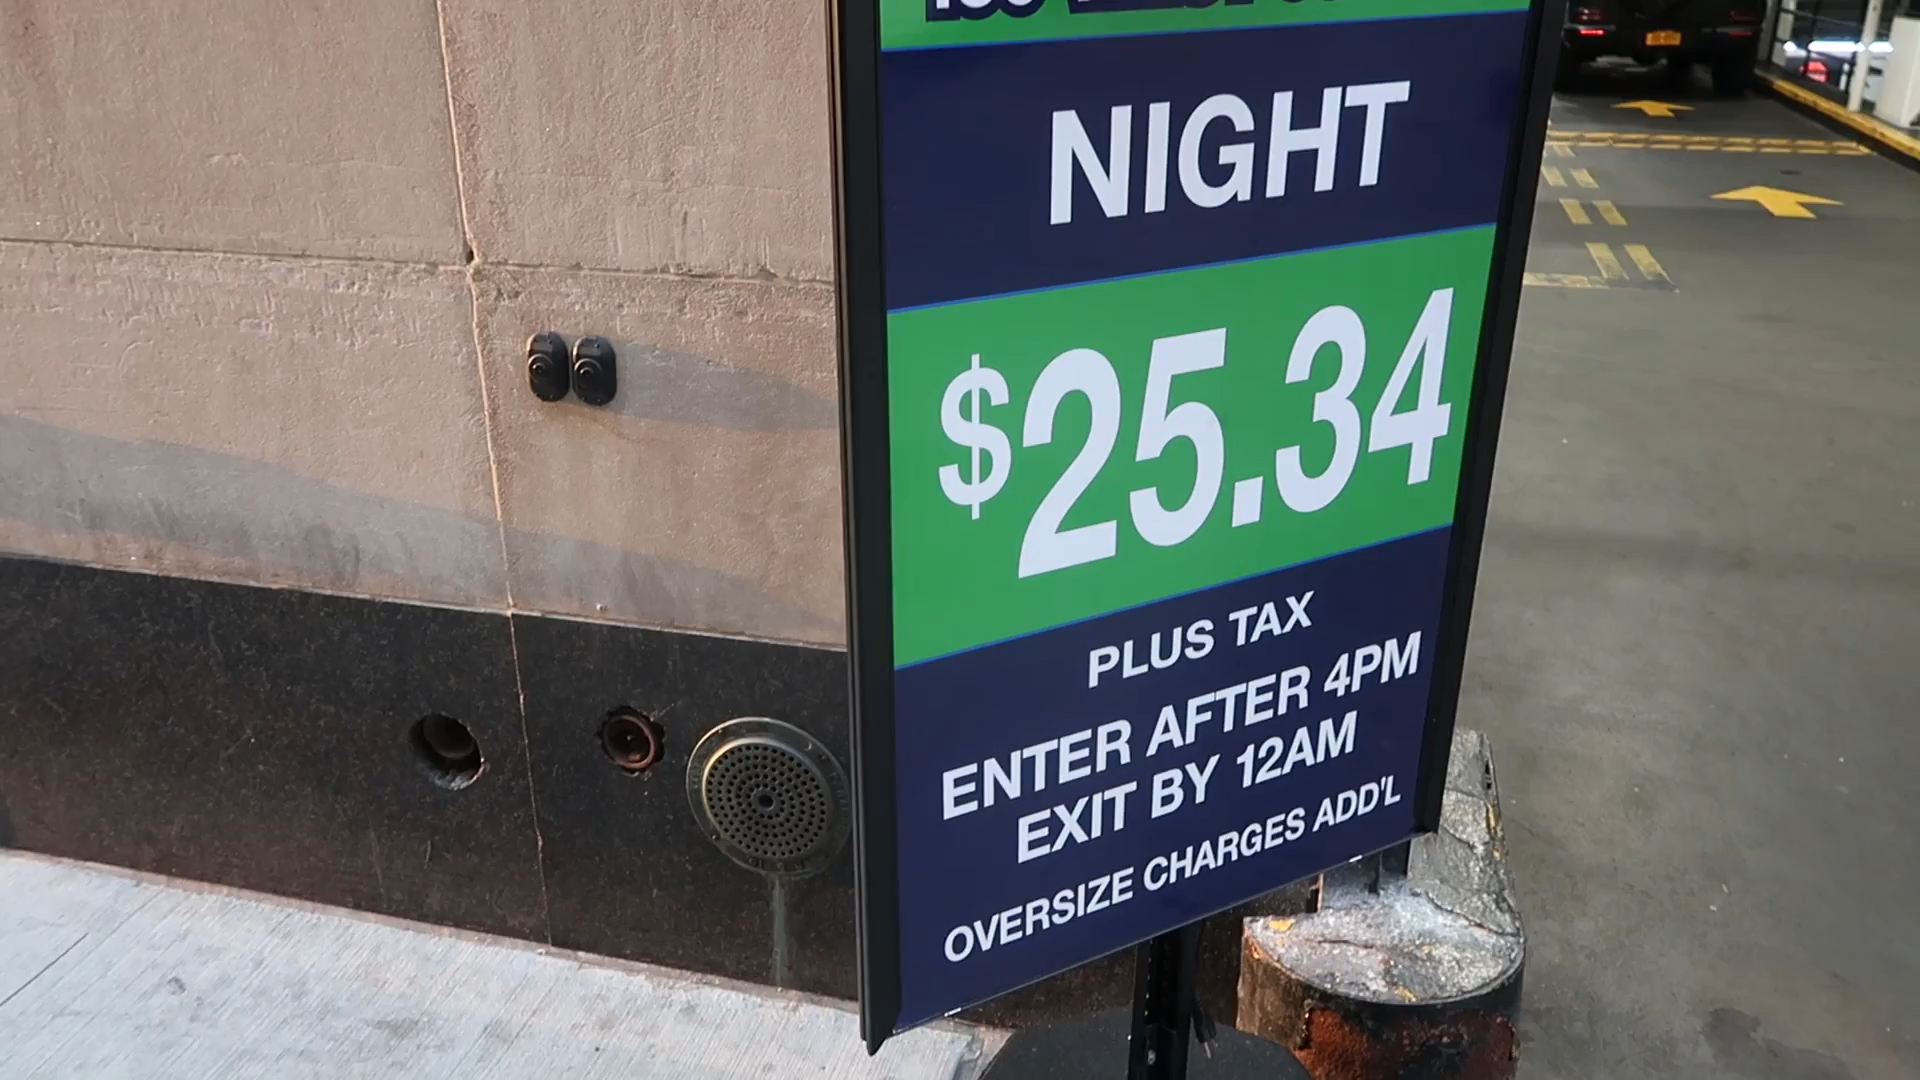 NIGHT
$25.34
PLUS TAX
ENTER AFTER 4PM
EXIT BY 12AM
OVERSIZE CHARGES ADD'L